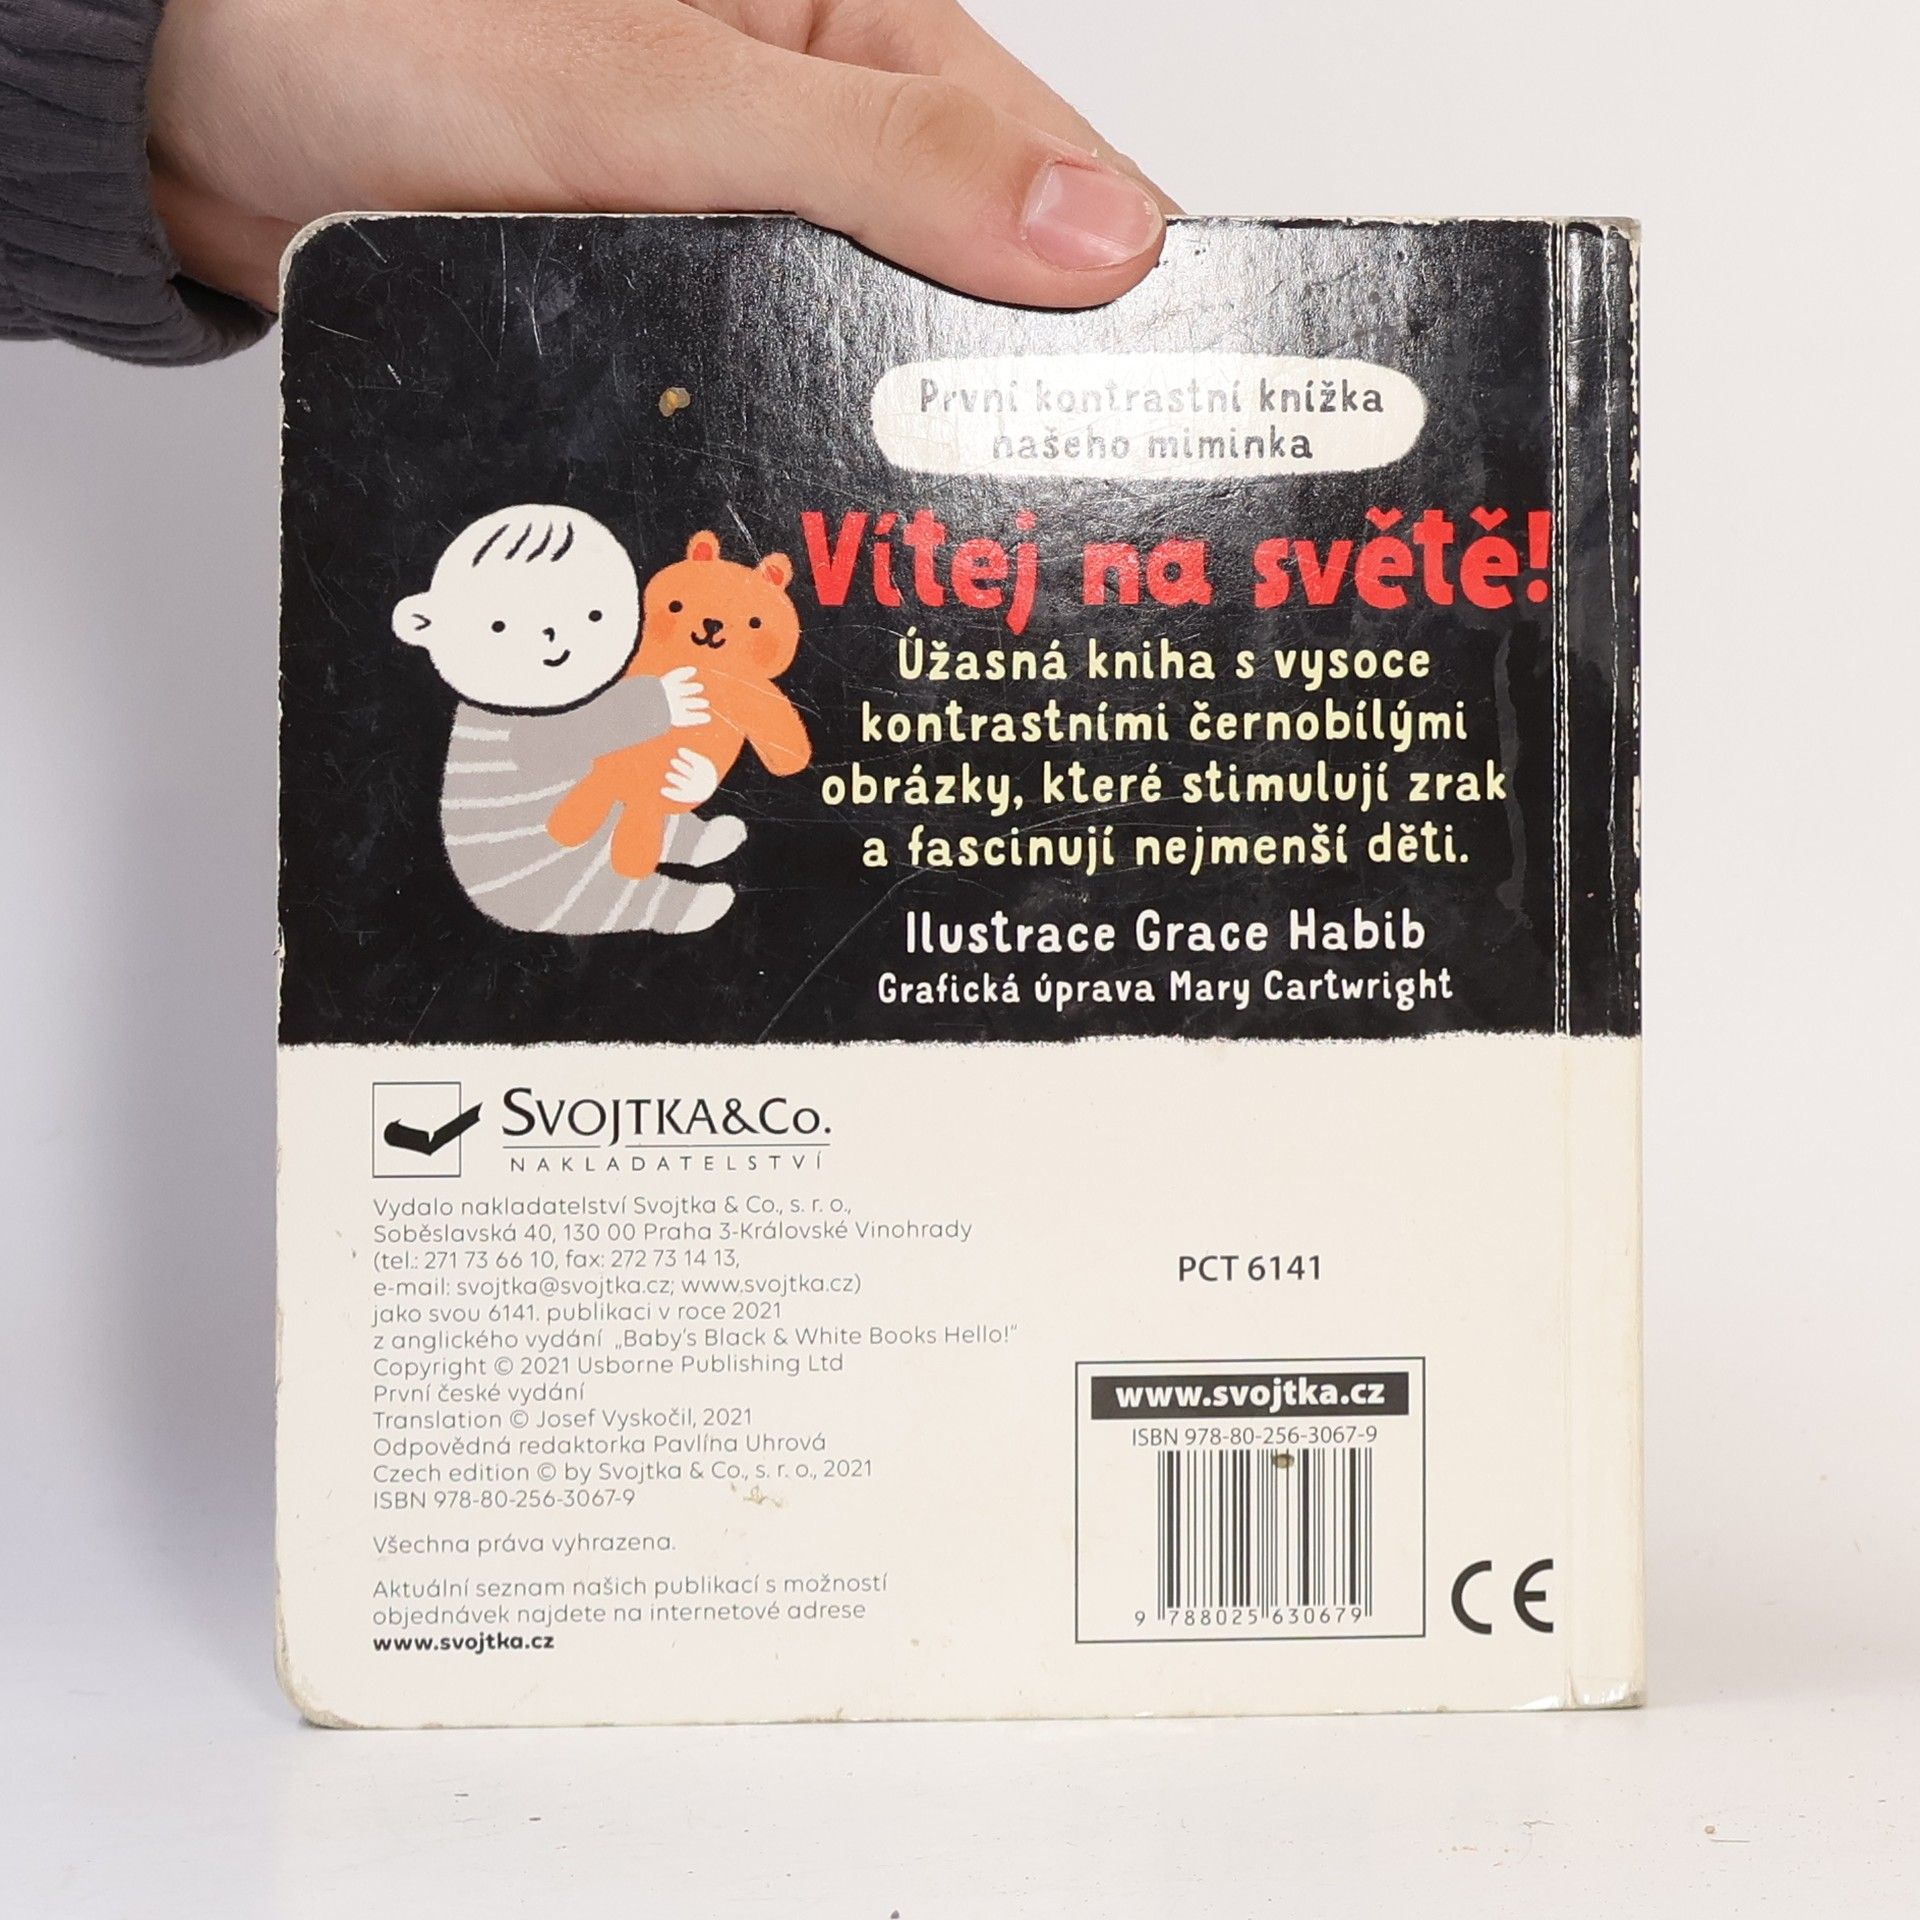 První kontrastní knížka
našeho miminka
Vítej na světě!
Úžasná kniha s vysoce
kontrastními černobílými
obrázky, které stimulují zrak
a fascinují nejmenší děti.
Ilustrace Grace Habib
Grafická úprava Mary Cartwright
SVOJTKA&CO.
NAKLADATELSTVÍ
Vydalo nakladatelství Svojtka & Co., s. r. o.,
Soběslavská 40, 130 00 Praha 3-Královské Vinohrady
(tel.: 271 73 66 10, fax: 272 73 14 13,
e-mail: svojtka@svojtka.cz; www.svojtka.cz)
jako svou 6141. publikaci v roce 2021
z anglického vydání „Baby's Black & White Books Hello!"
Copyright © 2021 Usborne Publishing Ltd
První české vydání
Translation © Josef Vyskočil, 2021
Odpovědná redaktorka Pavlína Uhrová
Czech edition © by Svojtka & Co., s. r. o., 2021
ISBN 978-80-256-3067-9
Všechna práva vyhrazena.
Aktuální seznam našich publikací s možností
objednávek najdete na internetové adrese
www.svojtka.cz
PCT 6141
www.svojtka.cz
ISBN 978-80-256-3067-9
9 788025 630679
CE